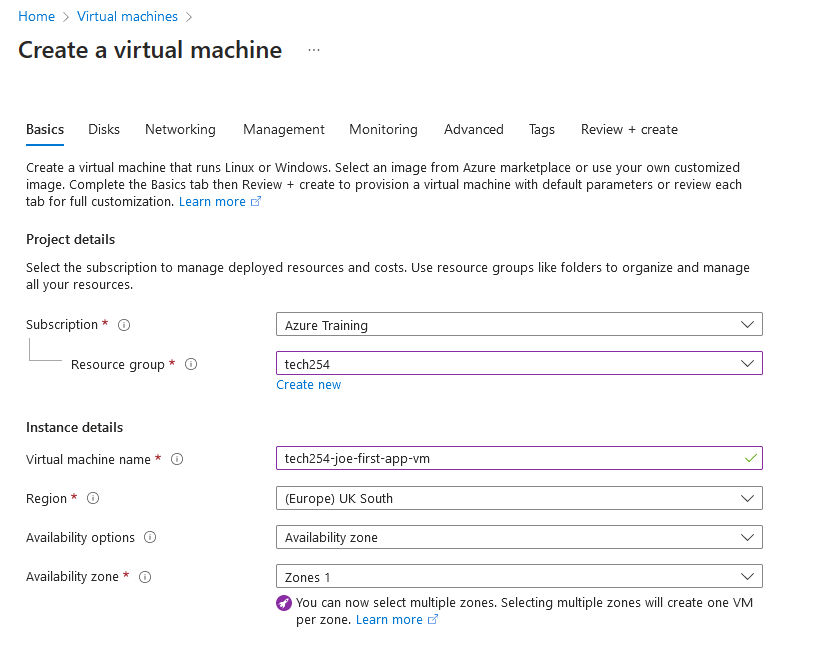 Home > Virtual machines >
Create a virtual machine ...
Basics Disks Networking Management Monitoring Advanced Tags Review + create
Create a virtual machine that runs Linux or Windows. Select an image from Azure marketplace or use your own customized
image. Complete the Basics tab then Review + create to provision a virtual machine with default parameters or review each
tab for full customization. Learn more
Project details
Select the subscription to manage deployed resources and costs. Use resource groups like folders to organize and manage
all your resources.
Subscription * Azure Training
Resource group * tech254
Create new
Instance details
Virtual machine name * tech254-joe-first-app-vm
Region * (Europe) UK South
Availability options Availability zone
Availability zone * Zones 1
You can now select multiple zones. Selecting multiple zones will create one VM
per zone. Learn more